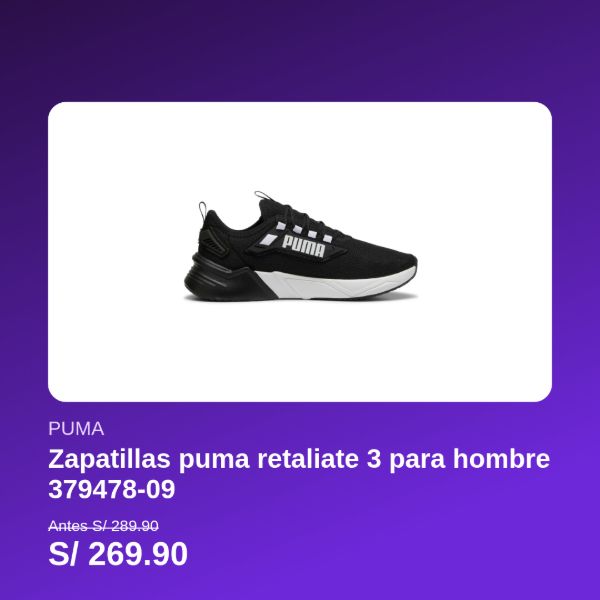 PUMA
PUMA
Zapatillas puma retaliate 3 para hombre
379478-09
Antes S/ 289.90
S/ 269.90